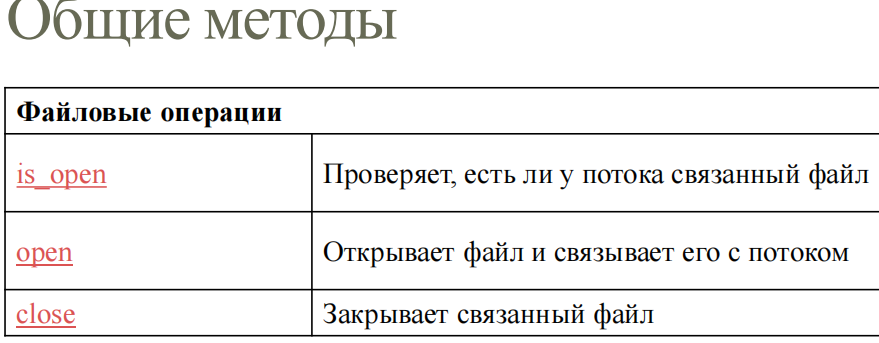 Общие методы
Файловые операции
is_open Проверяет, есть ли у потока связанный файл
open Открывает файл и связывает его с потоком
close Закрывает связанный файл